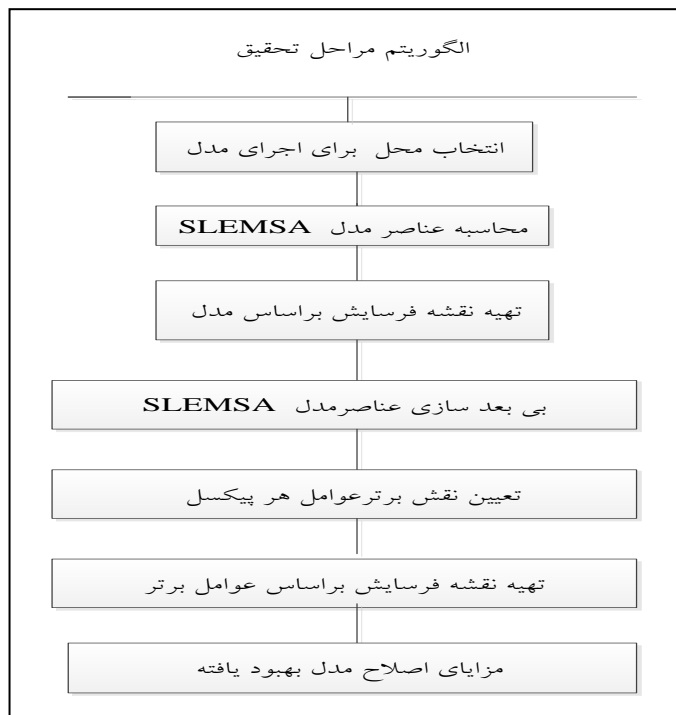 الگوریتم مراحل تحقیق
انتخاب محل برای اجرای مدل
محاسبه عناصر مدل SLEMSA
تهیه نقشه فرسایش براساس مدل
بی بعد سازی عناصرمدل SLEMSA
تعیین نقش برترعوامل هر پیکسل
تهیه نقشه فرسایش براساس عوامل برتر
مزایای اصلاح مدل بهبود یافته